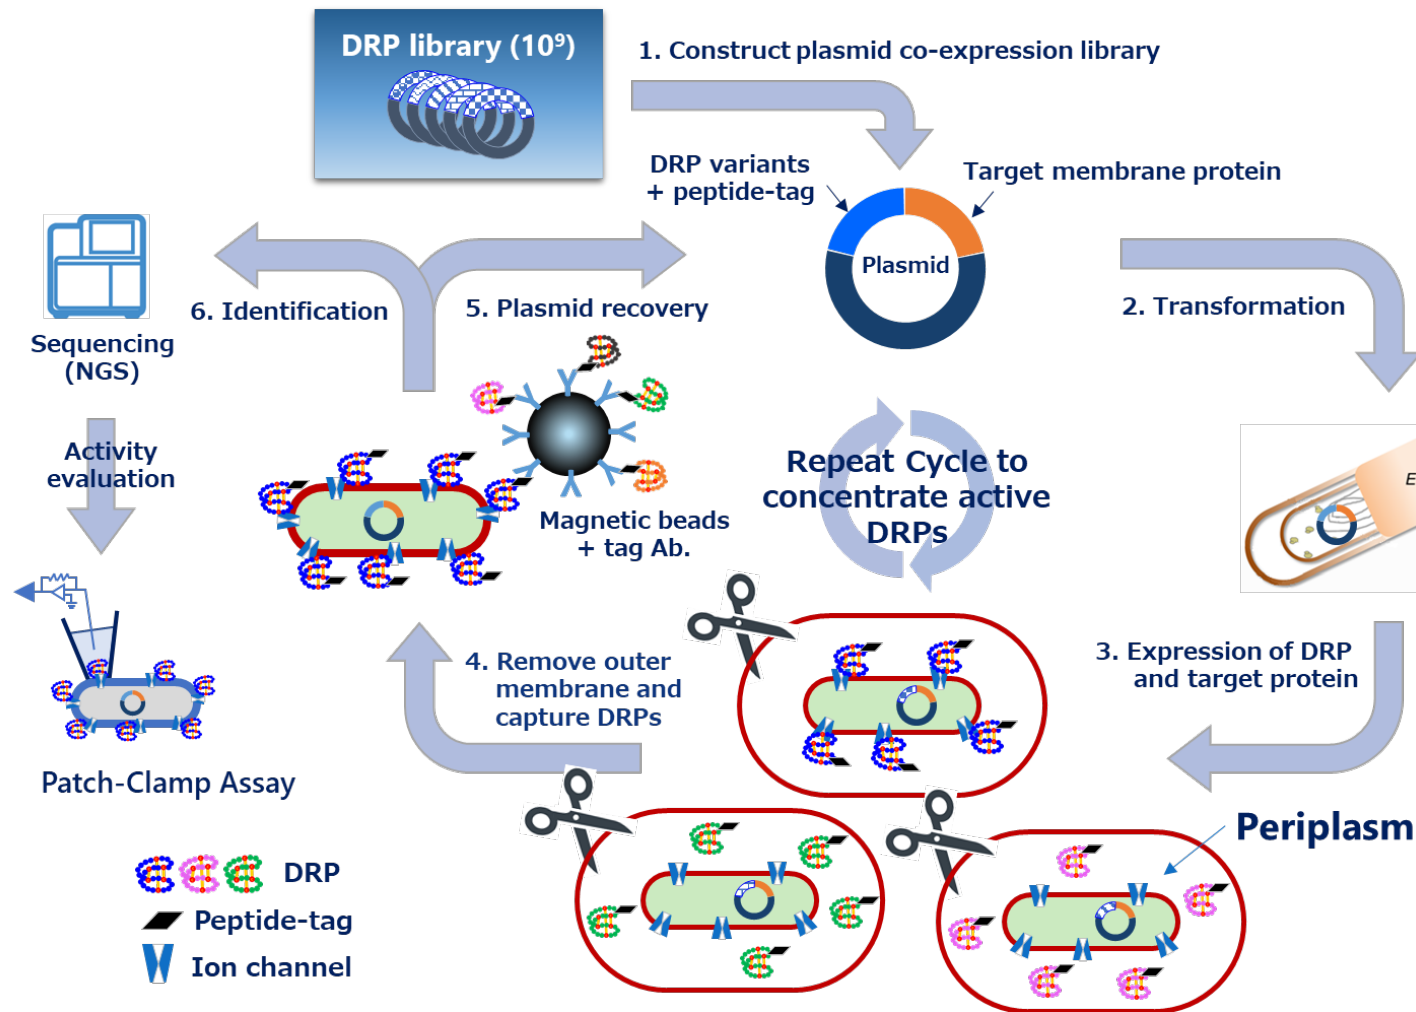 DRP library (10⁹)
1. Construct plasmid co-expression library
DRP variants
+ peptide-tag
Target membrane protein
Plasmid
2. Transformation
E
3. Expression of DRP
and target protein
Periplasm
Repeat Cycle to
concentrate active
DRPs
4. Remove outer
membrane and
capture DRPs
Magnetic beads
+ tag Ab.
5. Plasmid recovery
6. Identification
Sequencing
(NGS)
Activity
evaluation
Patch-Clamp Assay
DRP
Peptide-tag
Ion channel